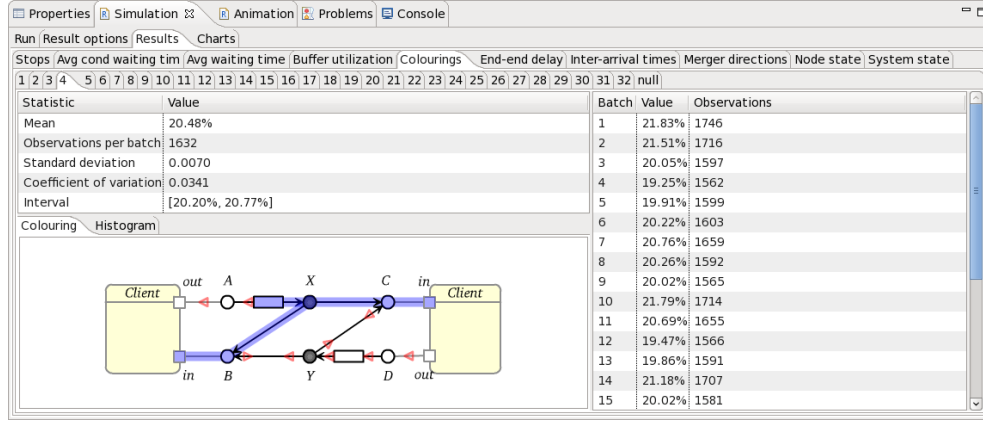 Properties Simulation Animation Problems Console
Run Result options Results Charts
Stops Avg cond waiting tim Avg waiting time Buffer utilization Colourings End-end delay Inter-arrival times Merger directions Node state System state
1 2 3 4 5 6 7 8 9 10 11 12 13 14 15 16 17 18 19 20 21 22 23 24 25 26 27 28 29 30 31 32 null
Statistic Value
Mean 20.48%
Observations per batch 1632
Standard deviation 0.0070
Coefficient of variation 0.0341
Interval [20.20%, 20.77%]
Colouring Histogram
out A X C in
Client Client
in B Y D out
Batch Value Observations
1 21.83% 1746
2 21.51% 1716
3 20.05% 1597
4 19.25% 1562
5 19.91% 1599
6 20.22% 1603
7 20.76% 1659
8 20.26% 1592
9 20.02% 1565
10 21.79% 1714
11 20.69% 1655
12 19.47% 1566
13 19.86% 1591
14 21.18% 1707
15 20.02% 1581